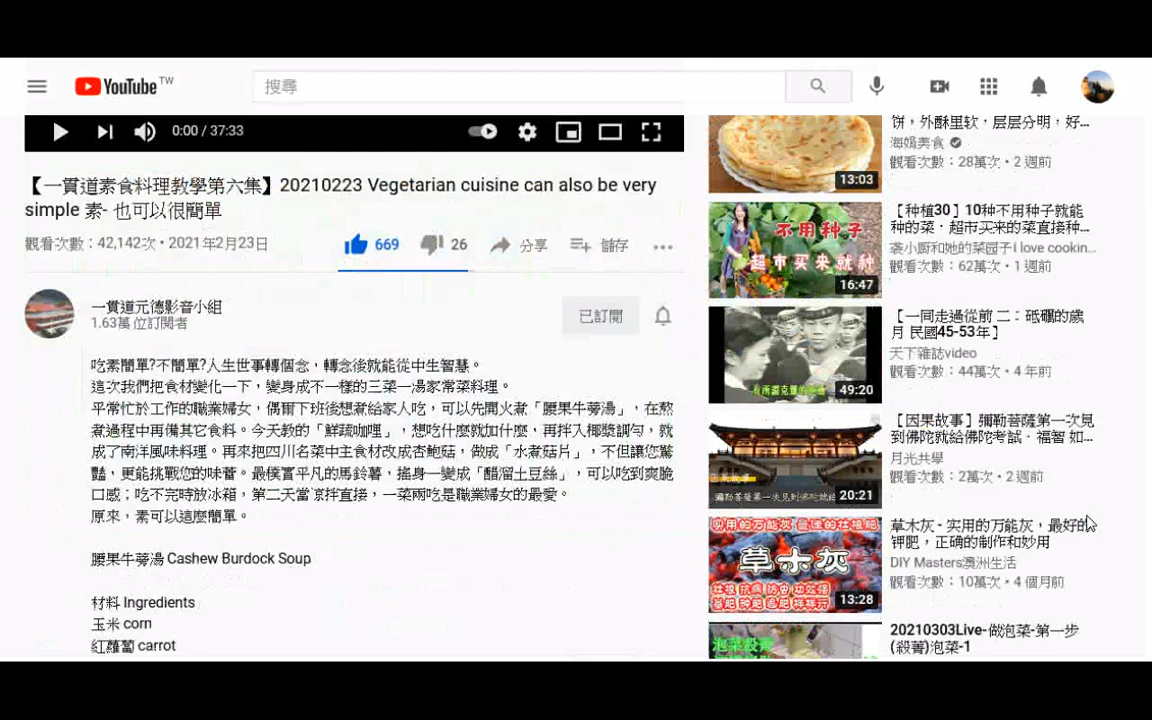 YouTube TW
搜尋
0:00 / 37:33
【一貫道素食料理教學第六集】20210223 Vegetarian cuisine can also be very
simple 素- 也可以很簡單
觀看次數：42,142次 • 2021年2月23日
669
26
分享
儲存
一貫道元德影音小組
1.63萬 位訂閱者
已訂閱
吃素簡單?不簡單?人生世事轉個念，轉念後就能從中生智慧。
這次我們把食材變化一下，變身成不一樣的三菜一湯家常菜料理。
平常忙於工作的職業婦女，偶爾下班後想煮給家人吃，可以先開火煮「腰果牛蒡湯」，在熬
煮過程中再備其它食料。今天教的「鮮蔬咖哩」，想吃什麼就加什麼，再拌入椰漿調勻，就
成了南洋風味料理。再來把四川名菜中主食材改成杏鮑菇，做成「水煮菇片」，不但讓您驚
豔，更能挑戰您的味蕾。最樸實平凡的馬鈴薯，搖身一變成「醋溜土豆絲」，可以吃到爽脆
口感；吃不完時放冰箱，第二天當涼拌直接，一菜兩吃是職業婦女的最愛。
原來，素可以這麼簡單。
腰果牛蒡湯 Cashew Burdock Soup
材料 Ingredients
玉米 corn
紅蘿蔔 carrot
饼，外酥里软，层层分明，好...
海娟美食
觀看次數：28萬次 • 2 週前
13:03
【种植30】10种不用种子就能
种的菜．超市买来的菜直接种...
袭小厨和她的菜园子i love cookin...
觀看次數：62萬次 • 1 週前
不用种子
超市买来就种
16:47
【一同走過從前 二：砥礪的歲
月 民國45-53年】
天下雜誌video
觀看次數：44萬次 • 4 年前
49:20
【因果故事】彌勒菩薩第一次見
到佛陀就給佛陀考試 - 福智 如...
月光共學
觀看次數：2萬次 • 2週前
20:21
草木灰 - 实用的万能灰，最好的
钾肥，正确的制作和妙用
DIY Masters澳洲生活
觀看次數：10萬次 • 4 個月前
草木灰
13:28
20210303Live-做泡菜-第一步
(殺菁)泡菜-1
泡菜殺菁